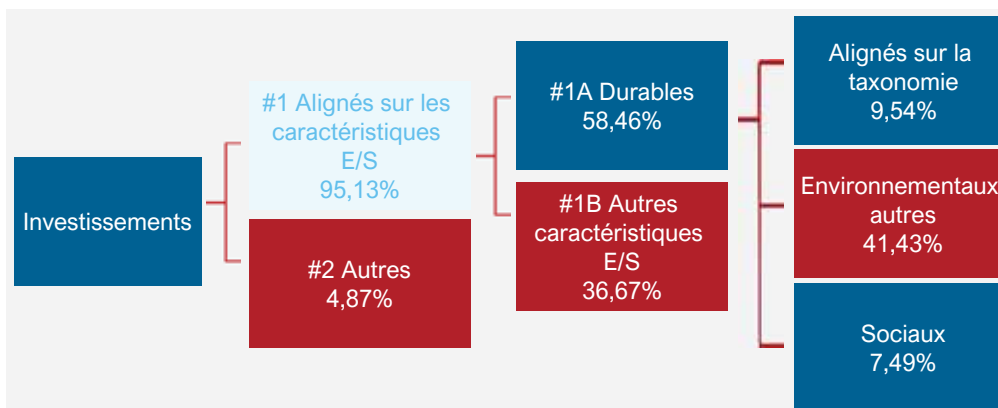 Investissements
#1 Alignés sur les
caractéristiques
E/S
95,13%
#2 Autres
4,87%
#1A Durables
58,46%
#1B Autres
caractéristiques
E/S
36,67%
Alignés sur la
taxonomie
9,54%
Environnementaux
autres
41,43%
Sociaux
7,49%